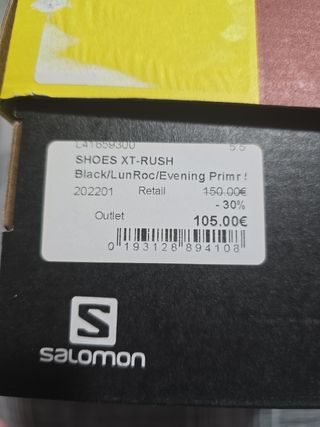 L41659300 5.5
SHOES XT-RUSH
Black/LunRoc/Evening Primr 5
202201 Retail 150.00€
- 30%
Outlet 105.00€
0 193128 894108
S
SALOMON